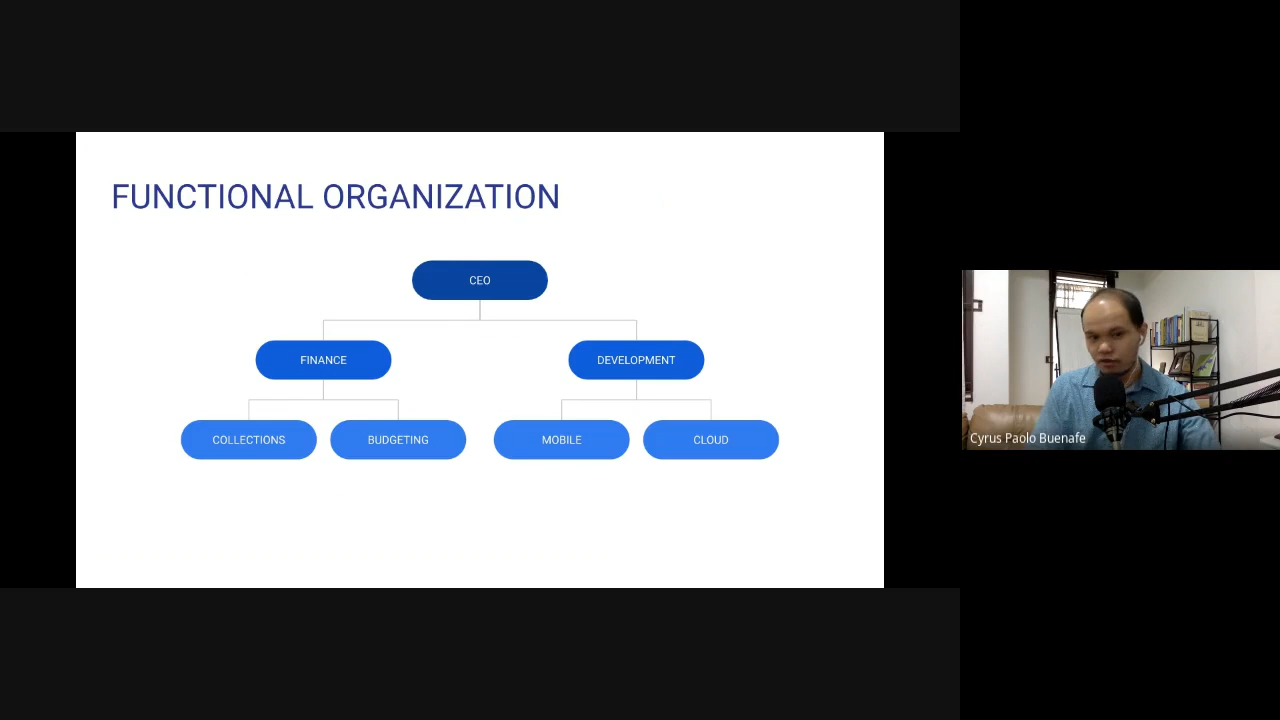 FUNCTIONAL ORGANIZATION
CEO
FINANCE
DEVELOPMENT
COLLECTIONS
BUDGETING
MOBILE
CLOUD
Cyrus Paolo Buenafe